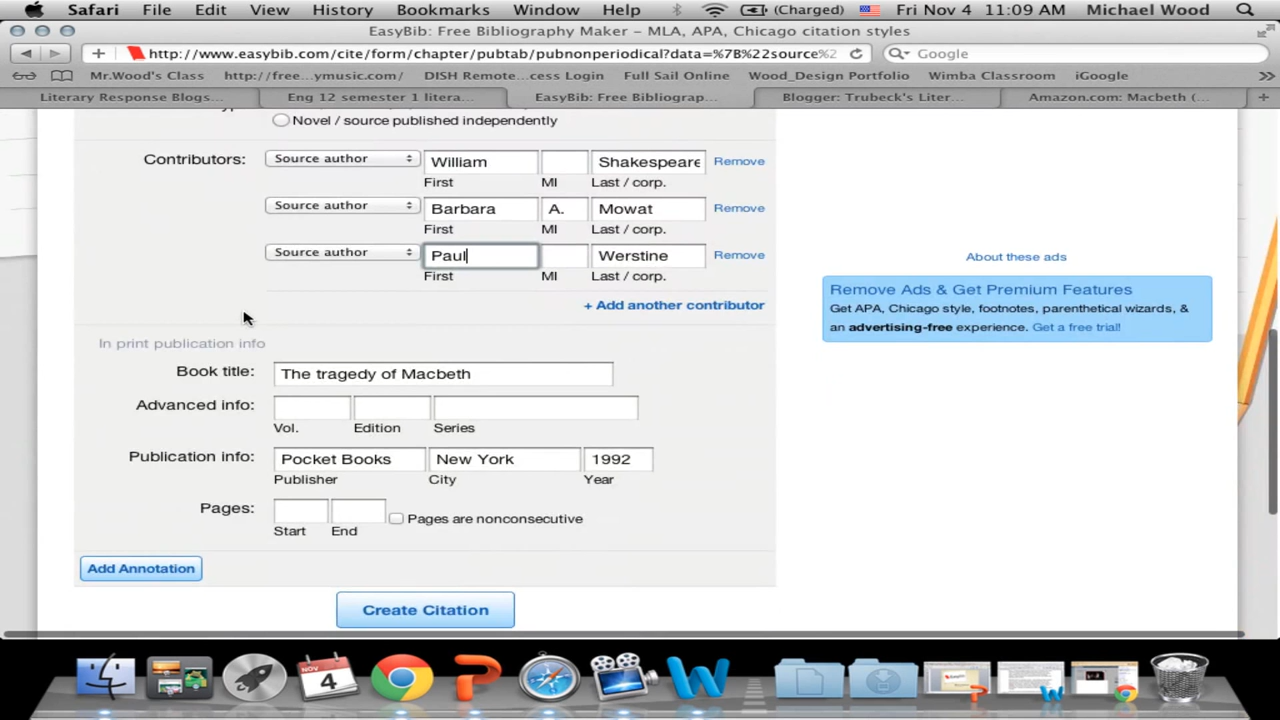 Safari File Edit View History Bookmarks Window Help (Charged) Fri Nov 4 11:09 AM Michael Wood
EasyBib: Free Bibliography Maker – MLA, APA, Chicago citation styles
http://www.easybib.com/cite/form/chapter/pubtab/pubnonperiodical?data=%7B%22source%2 Google
Mr.Wood's Class http://free...ymusic.com/ DISH Remote...cess Login Full Sail Online Wood_Design Portfolio Wimba Classroom iGoogle
Literary Response Blogs... Eng 12 semester 1 litera... EasyBib: Free Bibliograp... Blogger: Trubeck's Liter... Amazon.com: Macbeth (...
Novel / source published independently
Contributors: Source author William Shakespeare Remove
First MI Last / corp.
Source author Barbara A. Mowat Remove
First MI Last / corp.
Source author Paul Werstine Remove
First MI Last / corp.
+ Add another contributor
About these ads
Remove Ads & Get Premium Features
Get APA, Chicago style, footnotes, parenthetical wizards, &
an advertising-free experience. Get a free trial!
In print publication info
Book title: The tragedy of Macbeth
Advanced info:
Vol. Edition Series
Publication info: Pocket Books New York 1992
Publisher City Year
Pages: Pages are nonconsecutive
Start End
Add Annotation
Create Citation
NOV
4